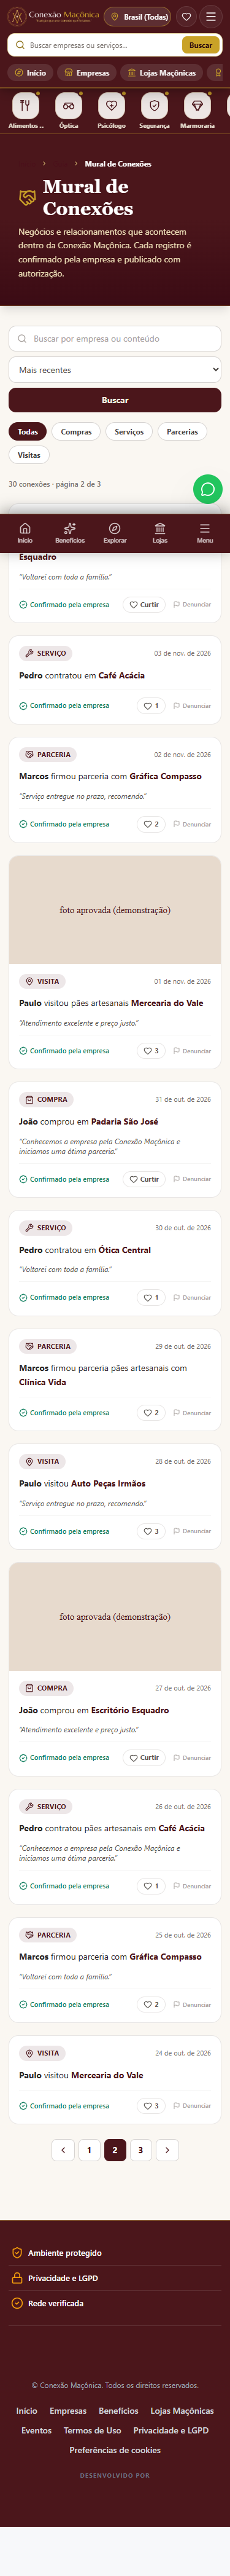 Conexão Maçônica
Brasil (Todas)
Buscar empresas ou serviços...
Buscar
Início
Empresas
Lojas Maçônicas
Alimentos ...
Óptica
Psicólogo
Segurança
Marmoraria
Mural de Conexões
Mural de
Conexões
Negócios e relacionamentos que acontecem
dentro da Conexão Maçônica. Cada registro é
confirmado pela empresa e publicado com
autorização.
Buscar por empresa ou conteúdo
Mais recentes
Buscar
Todas
Compras
Serviços
Parcerias
Visitas
30 conexões · página 2 de 3
Início
Benefícios
Explorar
Lojas
Menu
Esquadro
"Voltarei com toda a família."
Confirmado pela empresa
Curtir
Denunciar
SERVIÇO
03 de nov. de 2026
Pedro contratou em Café Acácia
Confirmado pela empresa
1
Denunciar
PARCERIA
02 de nov. de 2026
Marcos firmou parceria com Gráfica Compasso
"Serviço entregue no prazo, recomendo."
Confirmado pela empresa
2
Denunciar
foto aprovada (demonstração)
VISITA
01 de nov. de 2026
Paulo visitou pães artesanais Mercearia do Vale
"Atendimento excelente e preço justo."
Confirmado pela empresa
3
Denunciar
COMPRA
31 de out. de 2026
João comprou em Padaria São José
"Conhecemos a empresa pela Conexão Maçônica e
iniciamos uma ótima parceria."
Confirmado pela empresa
Curtir
Denunciar
SERVIÇO
30 de out. de 2026
Pedro contratou em Ótica Central
"Voltarei com toda a família."
Confirmado pela empresa
1
Denunciar
PARCERIA
29 de out. de 2026
Marcos firmou parceria pães artesanais com
Clínica Vida
Confirmado pela empresa
2
Denunciar
VISITA
28 de out. de 2026
Paulo visitou Auto Peças Irmãos
"Serviço entregue no prazo, recomendo."
Confirmado pela empresa
3
Denunciar
foto aprovada (demonstração)
COMPRA
27 de out. de 2026
João comprou em Escritório Esquadro
"Atendimento excelente e preço justo."
Confirmado pela empresa
Curtir
Denunciar
SERVIÇO
26 de out. de 2026
Pedro contratou pães artesanais em Café Acácia
"Conhecemos a empresa pela Conexão Maçônica e
iniciamos uma ótima parceria."
Confirmado pela empresa
1
Denunciar
PARCERIA
25 de out. de 2026
Marcos firmou parceria com Gráfica Compasso
"Voltarei com toda a família."
Confirmado pela empresa
2
Denunciar
VISITA
24 de out. de 2026
Paulo visitou Mercearia do Vale
Confirmado pela empresa
3
Denunciar
1
2
3
Ambiente protegido
Privacidade e LGPD
Rede verificada
© Conexão Maçônica. Todos os direitos reservados.
Início Empresas Benefícios Lojas Maçônicas
Eventos Termos de Uso Privacidade e LGPD
Preferências de cookies
DESENVOLVIDO POR